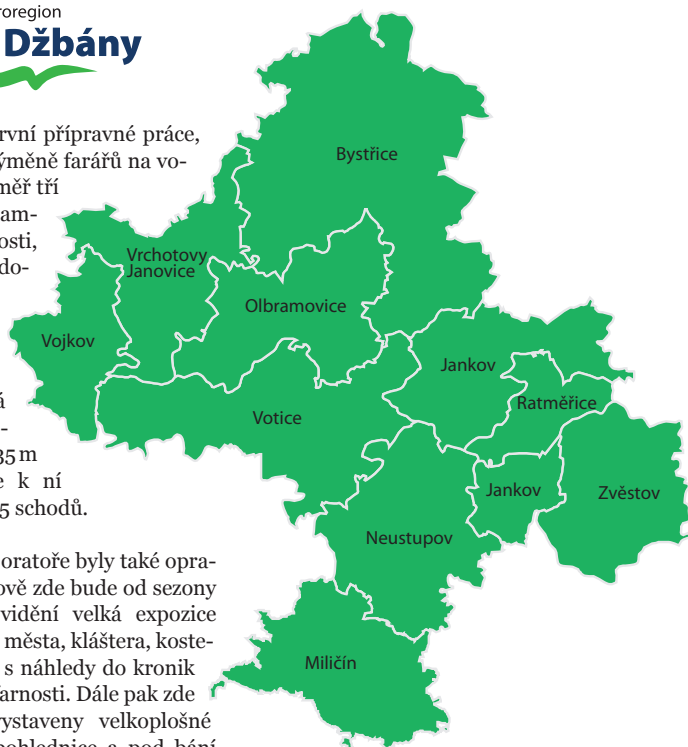 roregion
Džbány
rvní přípravné práce,
ýměně farářů na vo-
měř tří
am-
osti,
do-
á
-
35 m
e k ní
5 schodů.
oratoře byly také opra-
ově zde bude od sezony
vidění velká expozice
města, kláštera, koste-
s náhledy do kronik
arnosti. Dále pak zde
ystaveny velkoplošné
Bystřice
Vrchotovy
Janovice
Olbramovice
Vojkov
Jankov
Ratměřice
Votice
Jankov
Zvěstov
Neustupov
Miličín